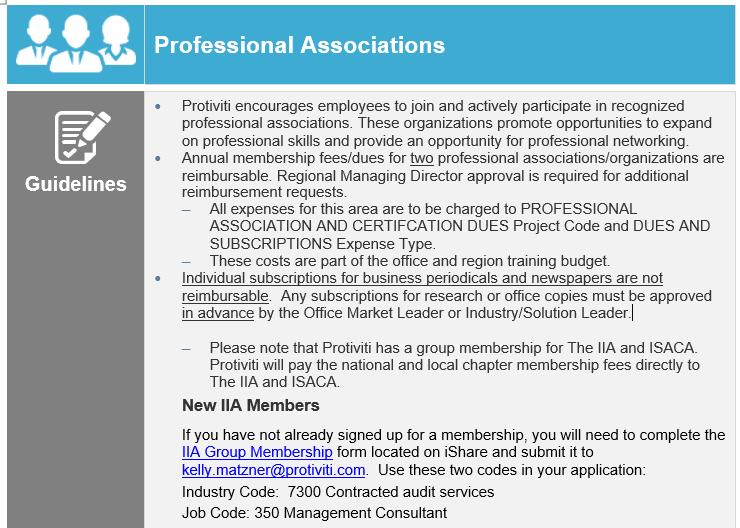 Professional Associations
Guidelines
• Protiviti encourages employees to join and actively participate in recognized
professional associations. These organizations promote opportunities to expand
on professional skills and provide an opportunity for professional networking.
• Annual membership fees/dues for two professional associations/organizations are
reimbursable. Regional Managing Director approval is required for additional
reimbursement requests.
– All expenses for this area are to be charged to PROFESSIONAL
ASSOCIATION AND CERTIFCATION DUES Project Code and DUES AND
SUBSCRIPTIONS Expense Type.
– These costs are part of the office and region training budget.
• Individual subscriptions for business periodicals and newspapers are not
reimbursable.  Any subscriptions for research or office copies must be approved
in advance by the Office Market Leader or Industry/Solution Leader.
– Please note that Protiviti has a group membership for The IIA and ISACA.
Protiviti will pay the national and local chapter membership fees directly to
The IIA and ISACA.
New IIA Members
If you have not already signed up for a membership, you will need to complete the
IIA Group Membership form located on iShare and submit it to
kelly.matzner@protiviti.com.  Use these two codes in your application:
Industry Code:  7300 Contracted audit services
Job Code: 350 Management Consultant